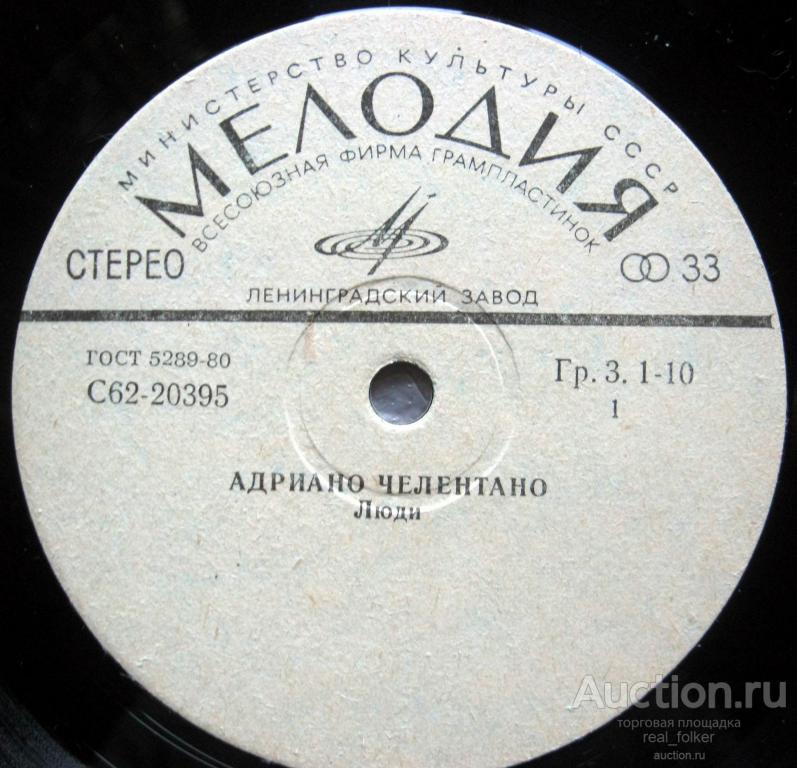 МИНИСТЕРСТВО КУЛЬТУРЫ СССР
МЕЛОДИЯ
ВСЕСОЮЗНАЯ ФИРМА ГРАМПЛАСТИНОК
СТЕРЕО
33
ЛЕНИНГРАДСКИЙ ЗАВОД
ГОСТ 5289-80
Гр. 3. 1-10
С62-20395
1
АДРИАНО ЧЕЛЕНТАНО
Люди
Auction.ru
торговая площадка
real_folker
auction.ru